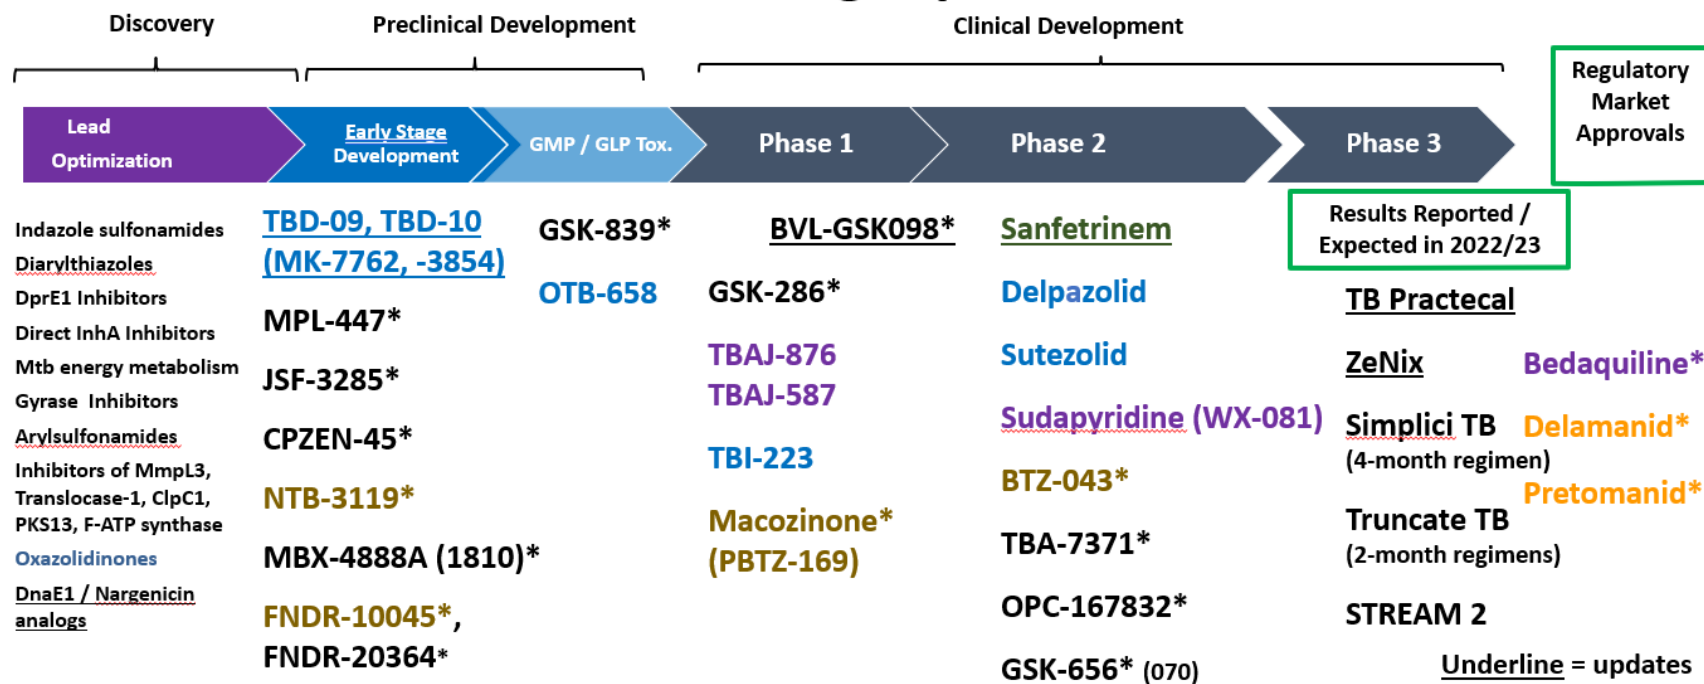 Discovery
Preclinical Development
Clinical Development
Lead
Optimization
Early Stage
Development
GMP / GLP Tox.
Phase 1
Phase 2
Phase 3
Regulatory
Market
Approvals
Indazole sulfonamides
Diarylthiazoles
DprE1 Inhibitors
Direct InhA Inhibitors
Mtb energy metabolism
Gyrase Inhibitors
Arylsulfonamides
Inhibitors of MmpL3,
Translocase-1, ClpC1,
PKS13, F-ATP synthase
Oxazolidinones
DnaE1 / Nargenicin
analogs
TBD-09, TBD-10
(MK-7762, -3854)
MPL-447*
JSF-3285*
CPZEN-45*
NTB-3119*
MBX-4888A (1810)*
FNDR-10045*,
FNDR-20364*
GSK-839*
OTB-658
BVL-GSK098*
GSK-286*
TBAJ-876
TBAJ-587
TBI-223
Macozinone*
(PBTZ-169)
Sanfetrinem
Delpazolid
Sutezolid
Sudapyridine (WX-081)
BTZ-043*
TBA-7371*
OPC-167832*
GSK-656* (070)
Results Reported /
Expected in 2022/23
TB Practecal
ZeNix
Simplici TB
(4-month regimen)
Truncate TB
(2-month regimens)
STREAM 2
Bedaquiline*
Delamanid*
Pretomanid*
Underline = updates